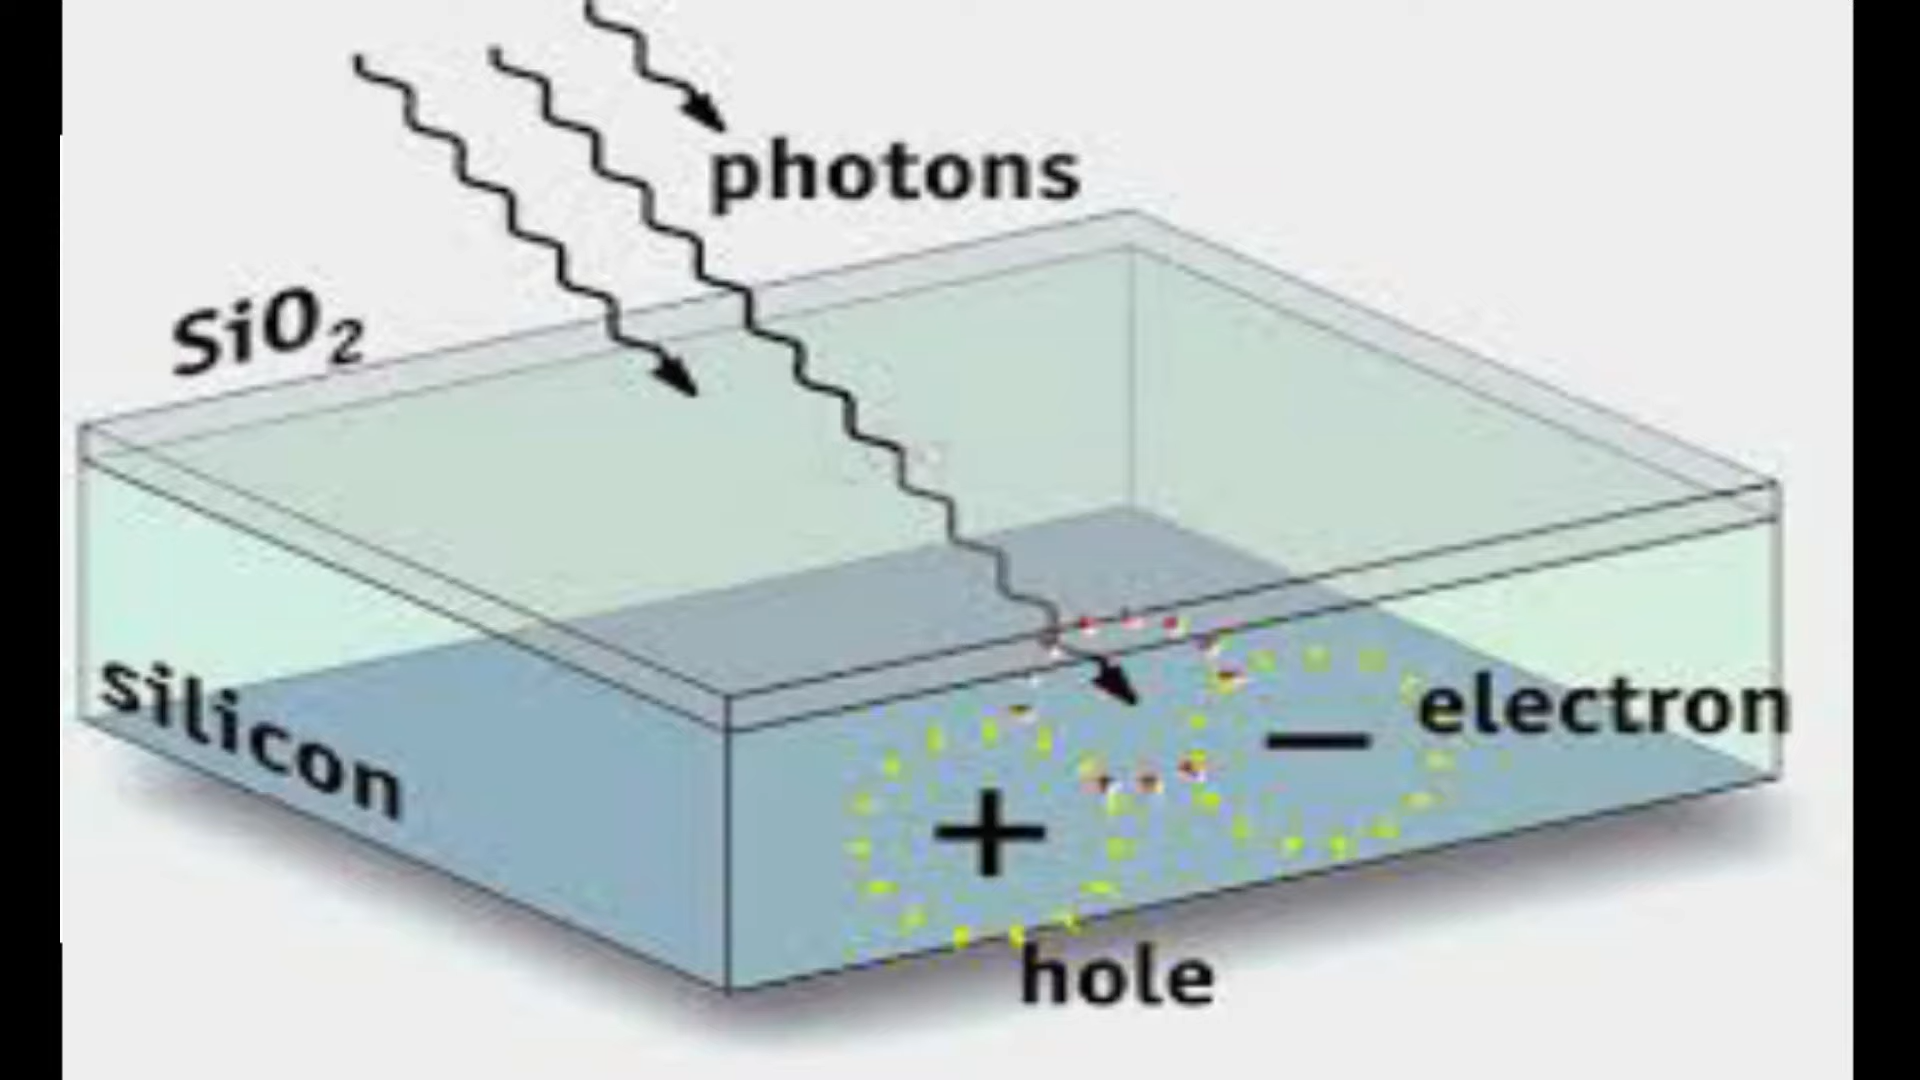 photons
SiO₂
silicon
electron
−
+
hole